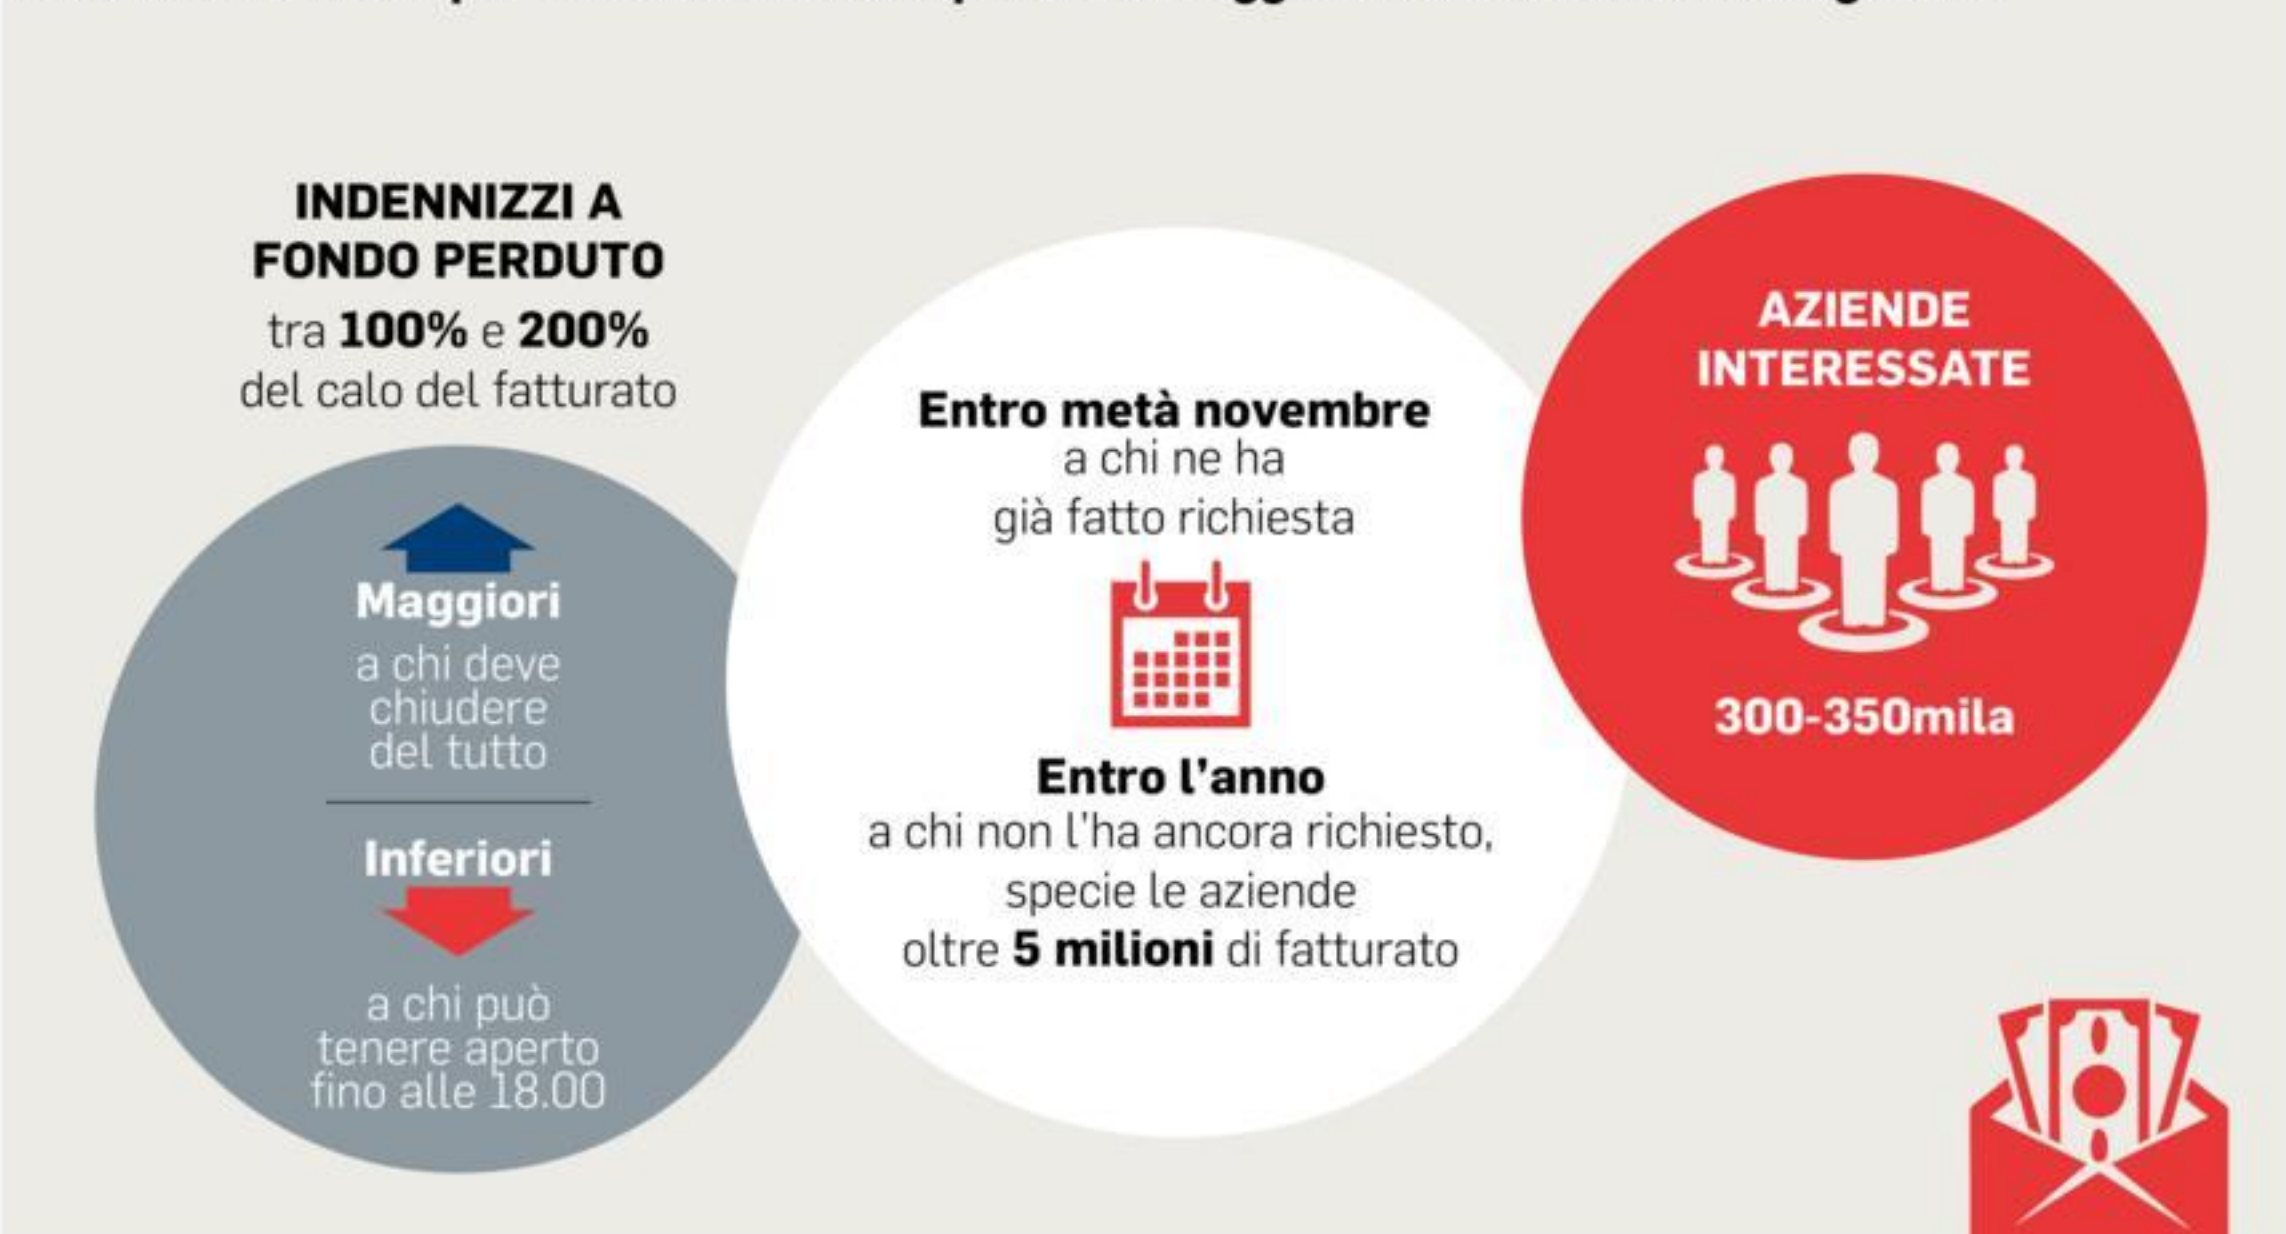 INDENNIZZI A
FONDO PERDUTO
tra 100% e 200%
del calo del fatturato
Maggiori
a chi deve
chiudere
del tutto
Inferiori
a chi può
tenere aperto
fino alle 18.00
Entro metà novembre
a chi ne ha
già fatto richiesta
Entro l'anno
a chi non l'ha ancora richiesto,
specie le aziende
oltre 5 milioni di fatturato
AZIENDE
INTERESSATE
300-350mila